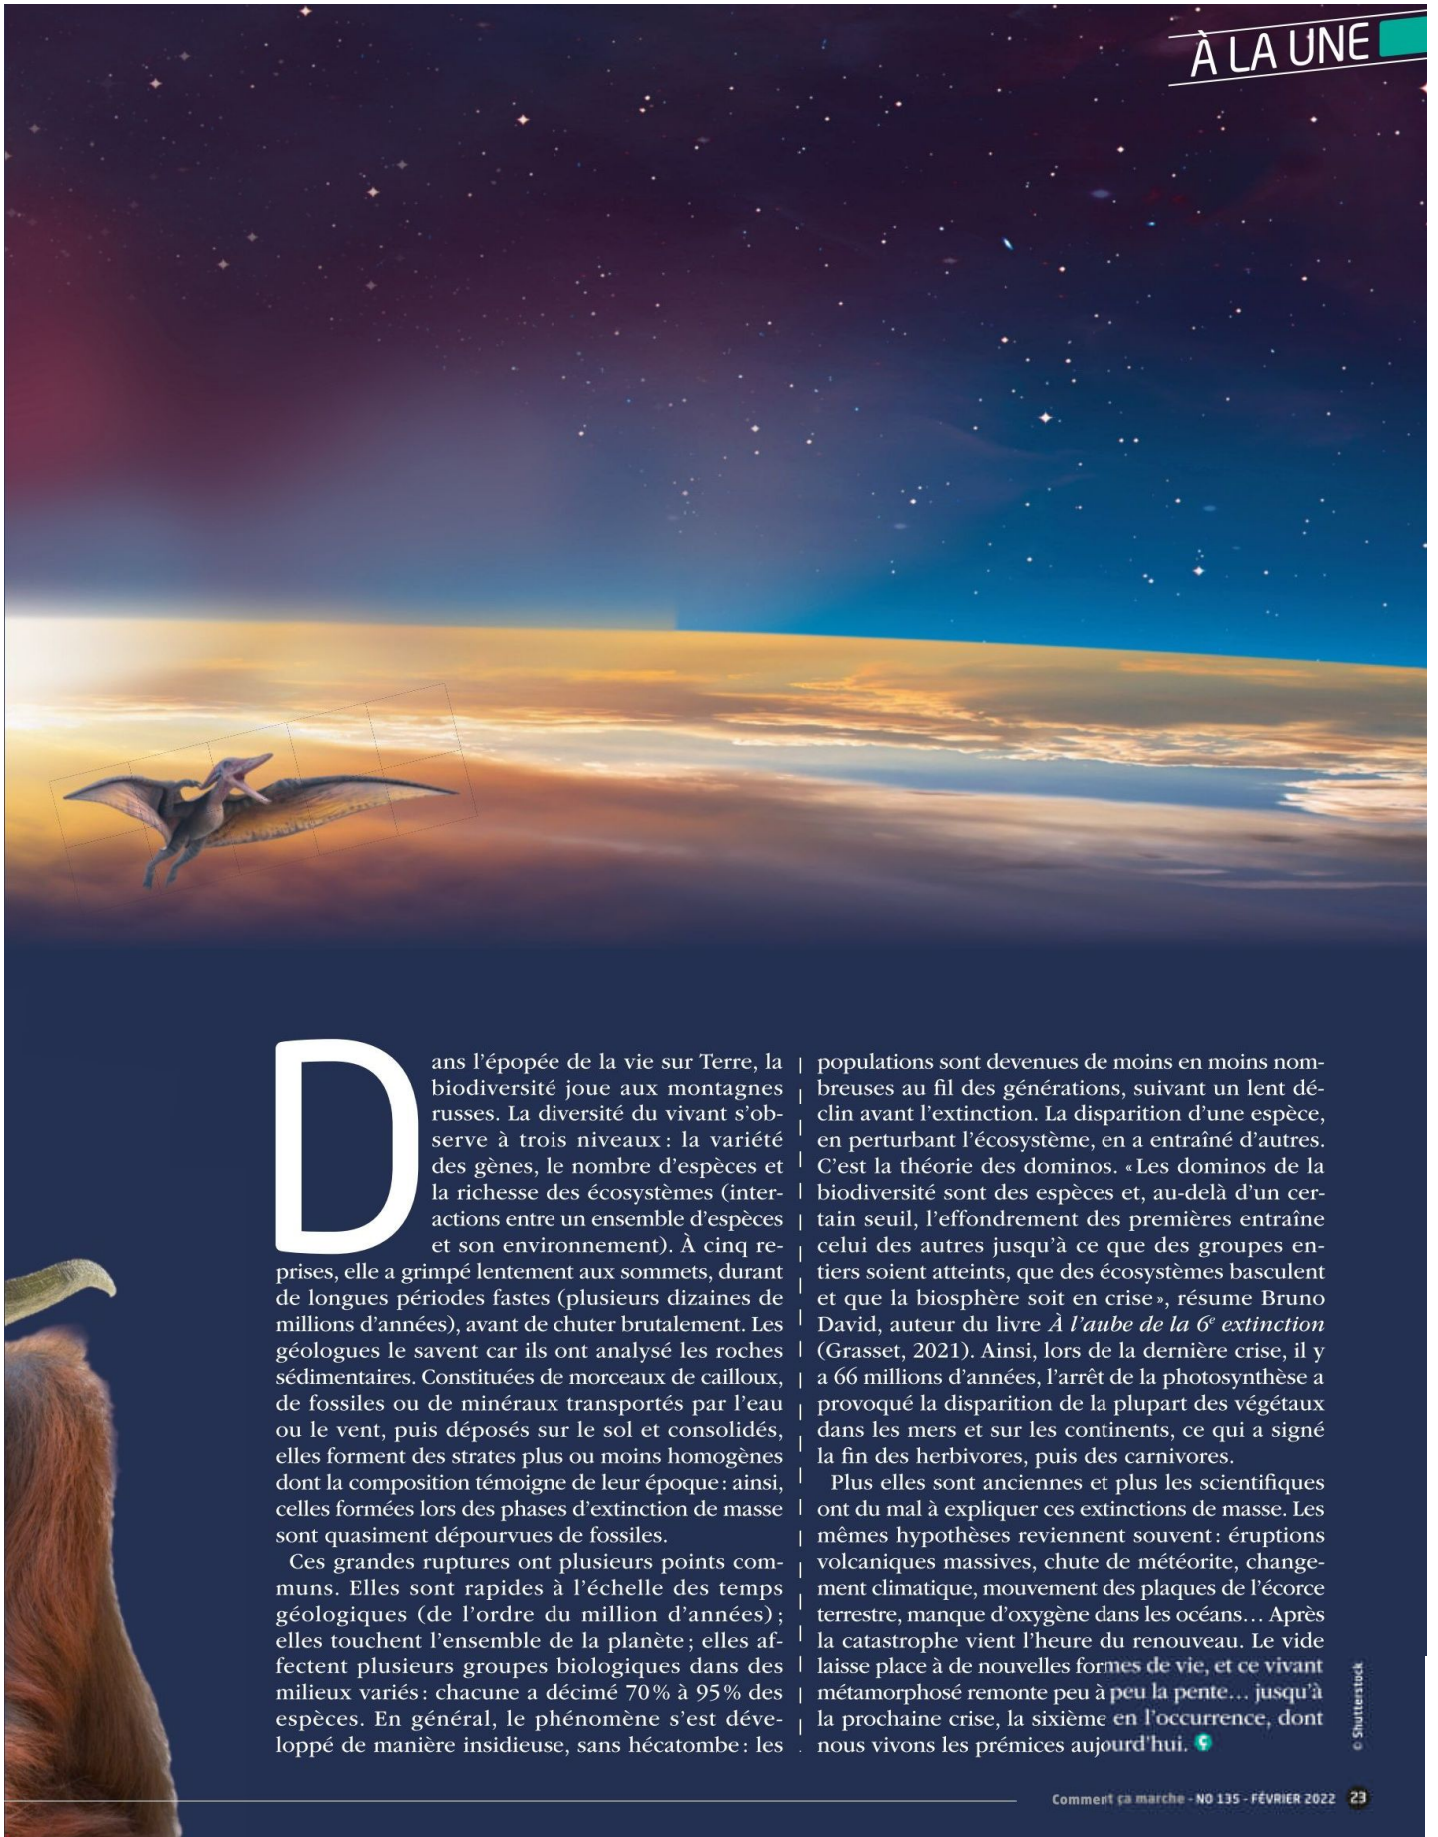 À LA UNE
Dans l'épopée de la vie sur Terre, la
biodiversité joue aux montagnes
russes. La diversité du vivant s'ob-
serve à trois niveaux : la variété
des gènes, le nombre d'espèces et
la richesse des écosystèmes (inter-
actions entre un ensemble d'espèces
et son environnement). À cinq re-
prises, elle a grimpé lentement aux sommets, durant
de longues périodes fastes (plusieurs dizaines de
millions d'années), avant de chuter brutalement. Les
géologues le savent car ils ont analysé les roches
sédimentaires. Constituées de morceaux de cailloux,
de fossiles ou de minéraux transportés par l'eau
ou le vent, puis déposés sur le sol et consolidés,
elles forment des strates plus ou moins homogènes
dont la composition témoigne de leur époque : ainsi,
celles formées lors des phases d'extinction de masse
sont quasiment dépourvues de fossiles.
Ces grandes ruptures ont plusieurs points com-
muns. Elles sont rapides à l'échelle des temps
géologiques (de l'ordre du million d'années) ;
elles touchent l'ensemble de la planète ; elles af-
fectent plusieurs groupes biologiques dans des
milieux variés : chacune a décimé 70 % à 95 % des
espèces. En général, le phénomène s'est déve-
loppé de manière insidieuse, sans hécatombe : les
populations sont devenues de moins en moins nom-
breuses au fil des générations, suivant un lent dé-
clin avant l'extinction. La disparition d'une espèce,
en perturbant l'écosystème, en a entraîné d'autres.
C'est la théorie des dominos. « Les dominos de la
biodiversité sont des espèces et, au-delà d'un cer-
tain seuil, l'effondrement des premières entraîne
celui des autres jusqu'à ce que des groupes en-
tiers soient atteints, que des écosystèmes basculent
et que la biosphère soit en crise », résume Bruno
David, auteur du livre À l'aube de la 6e extinction
(Grasset, 2021). Ainsi, lors de la dernière crise, il y
a 66 millions d'années, l'arrêt de la photosynthèse a
provoqué la disparition de la plupart des végétaux
dans les mers et sur les continents, ce qui a signé
la fin des herbivores, puis des carnivores.
Plus elles sont anciennes et plus les scientifiques
ont du mal à expliquer ces extinctions de masse. Les
mêmes hypothèses reviennent souvent : éruptions
volcaniques massives, chute de météorite, change-
ment climatique, mouvement des plaques de l'écorce
terrestre, manque d'oxygène dans les océans… Après
la catastrophe vient l'heure du renouveau. Le vide
laisse place à de nouvelles formes de vie, et ce vivant
métamorphosé remonte peu à peu la pente… jusqu'à
la prochaine crise, la sixième en l'occurrence, dont
nous vivons les prémices aujourd'hui. Ç
© Shutterstock
Comment ça marche - NO 135 - FÉVRIER 2022 23